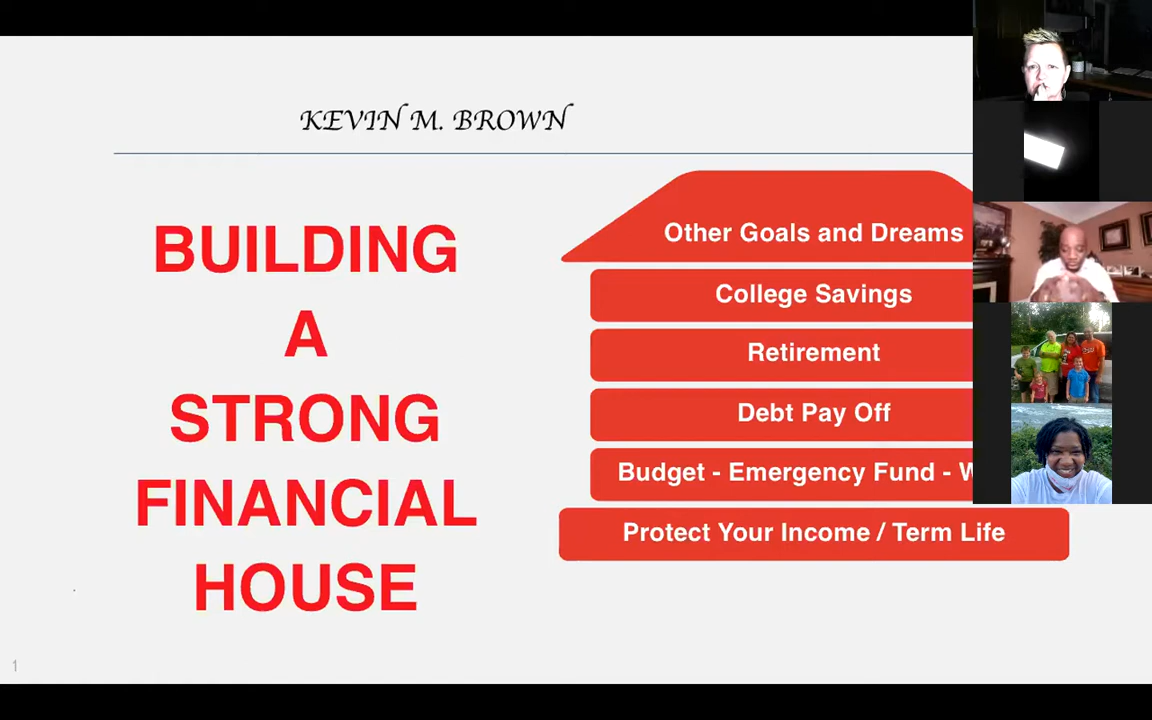 KEVIN M. BROWN
BUILDING
A
STRONG
FINANCIAL
HOUSE
Other Goals and Dreams
College Savings
Retirement
Debt Pay Off
Budget - Emergency Fund -
Protect Your Income / Term Life
1